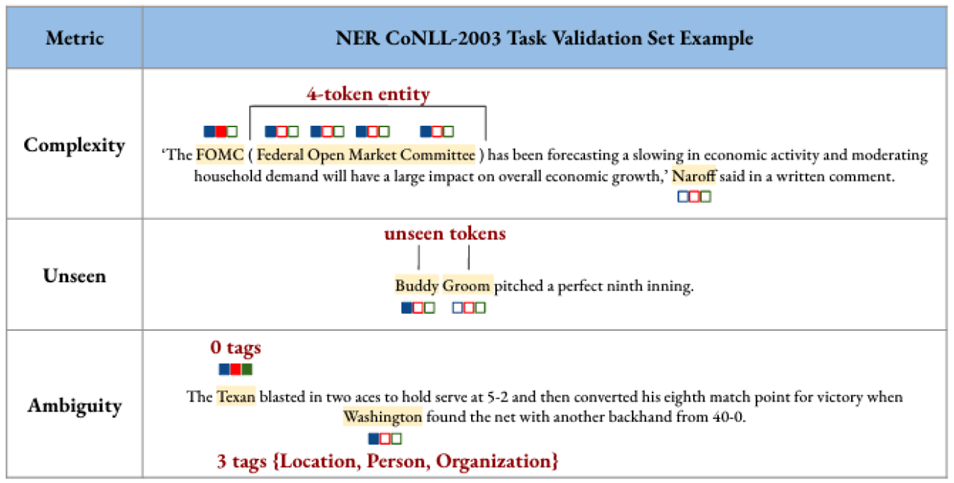 Metric
NER CoNLL-2003 Task Validation Set Example
Complexity
4-token entity
‘The FOMC ( Federal Open Market Committee ) has been forecasting a slowing in economic activity and moderating
household demand will have a large impact on overall economic growth,’ Naroff said in a written comment.
Unseen
unseen tokens
Buddy Groom pitched a perfect ninth inning.
Ambiguity
0 tags
The Texan blasted in two aces to hold serve at 5-2 and then converted his eighth match point for victory when
Washington found the net with another backhand from 40-0.
3 tags {Location, Person, Organization}